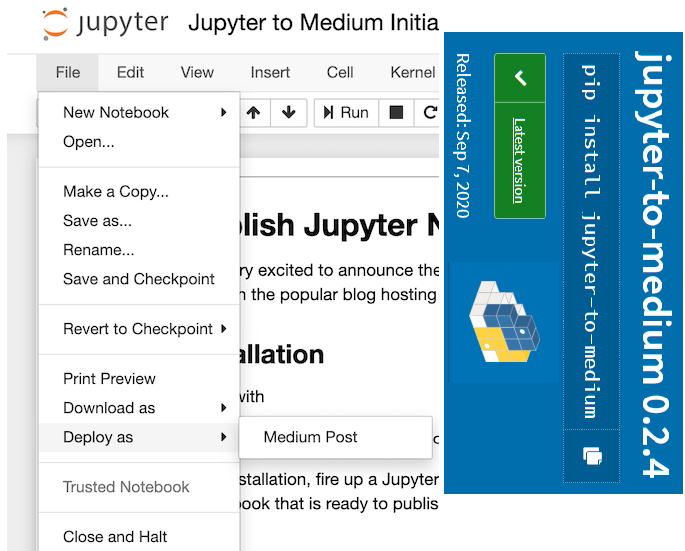 jupyter Jupyter to Medium Initia
File Edit View Insert Cell Kernel
New Notebook
Open...
Run
Make a Copy...
Save as...
Rename...
Save and Checkpoint
Revert to Checkpoint
Print Preview
Download as
Deploy as
Medium Post
Trusted Notebook
Close and Halt
lish Jupyter N
ry excited to announce the
n the popular blog hosting
allation
with
stallation, fire up a Jupyter
book that is ready to publis
jupyter-to-medium 0.2.4
pip install jupyter-to-medium
Latest version
Released: Sep 7, 2020